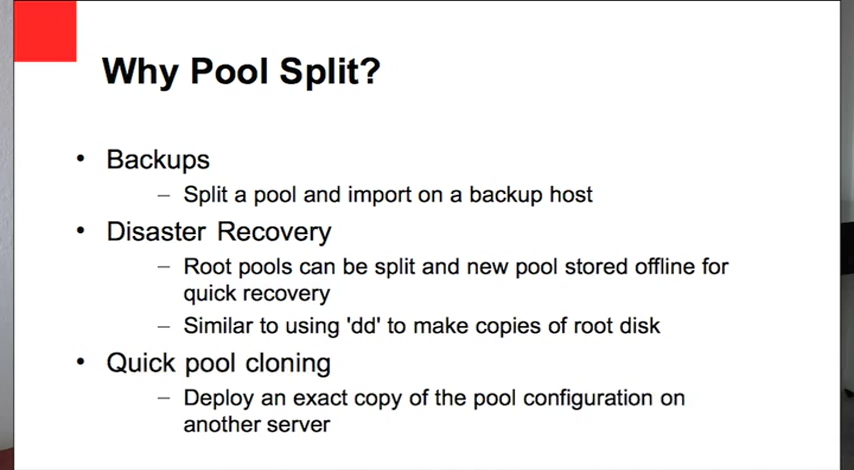 Why Pool Split?
• Backups
– Split a pool and import on a backup host
• Disaster Recovery
– Root pools can be split and new pool stored offline for
quick recovery
– Similar to using 'dd' to make copies of root disk
• Quick pool cloning
– Deploy an exact copy of the pool configuration on
another server